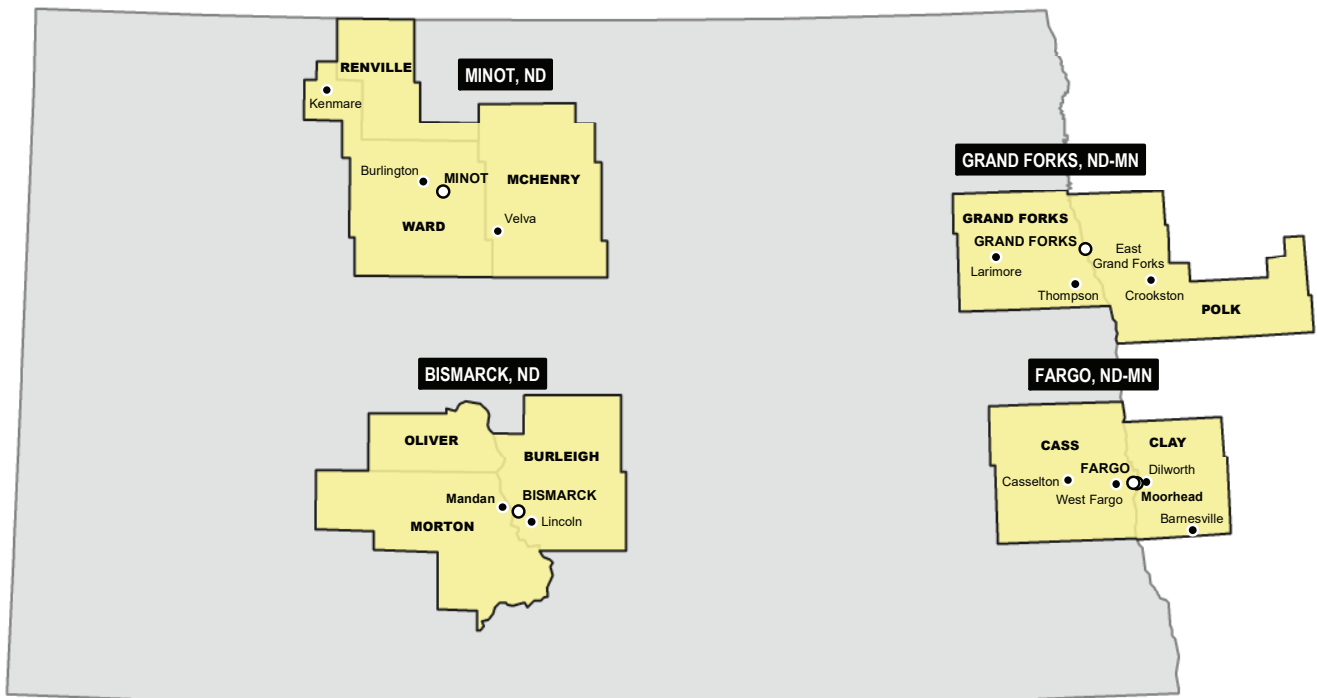 RENVILLE
MINOT, ND
Kenmare
Burlington
MINOT
MCHENRY
WARD
Velva
GRAND FORKS, ND-MN
GRAND FORKS
GRAND FORKS
East
Grand Forks
Larimore
Thompson
Crookston
POLK
BISMARCK, ND
OLIVER
BURLEIGH
Mandan
BISMARCK
Lincoln
MORTON
FARGO, ND-MN
CASS
CLAY
FARGO
Dilworth
Casselton
West Fargo
Moorhead
Barnesville